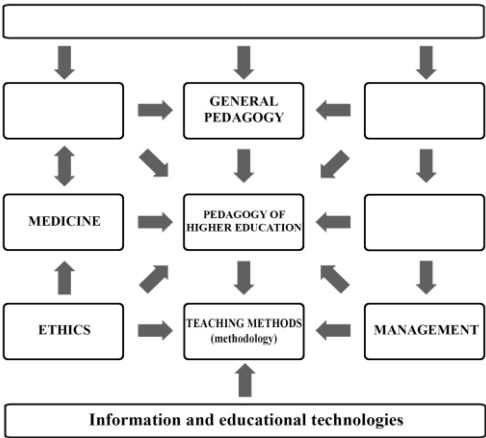 GENERAL
PEDAGOGY
MEDICINE
PEDAGOGY OF
HIGHER EDUCATION
ETHICS
TEACHING METHODS
(methodology)
MANAGEMENT
Information and educational technologies